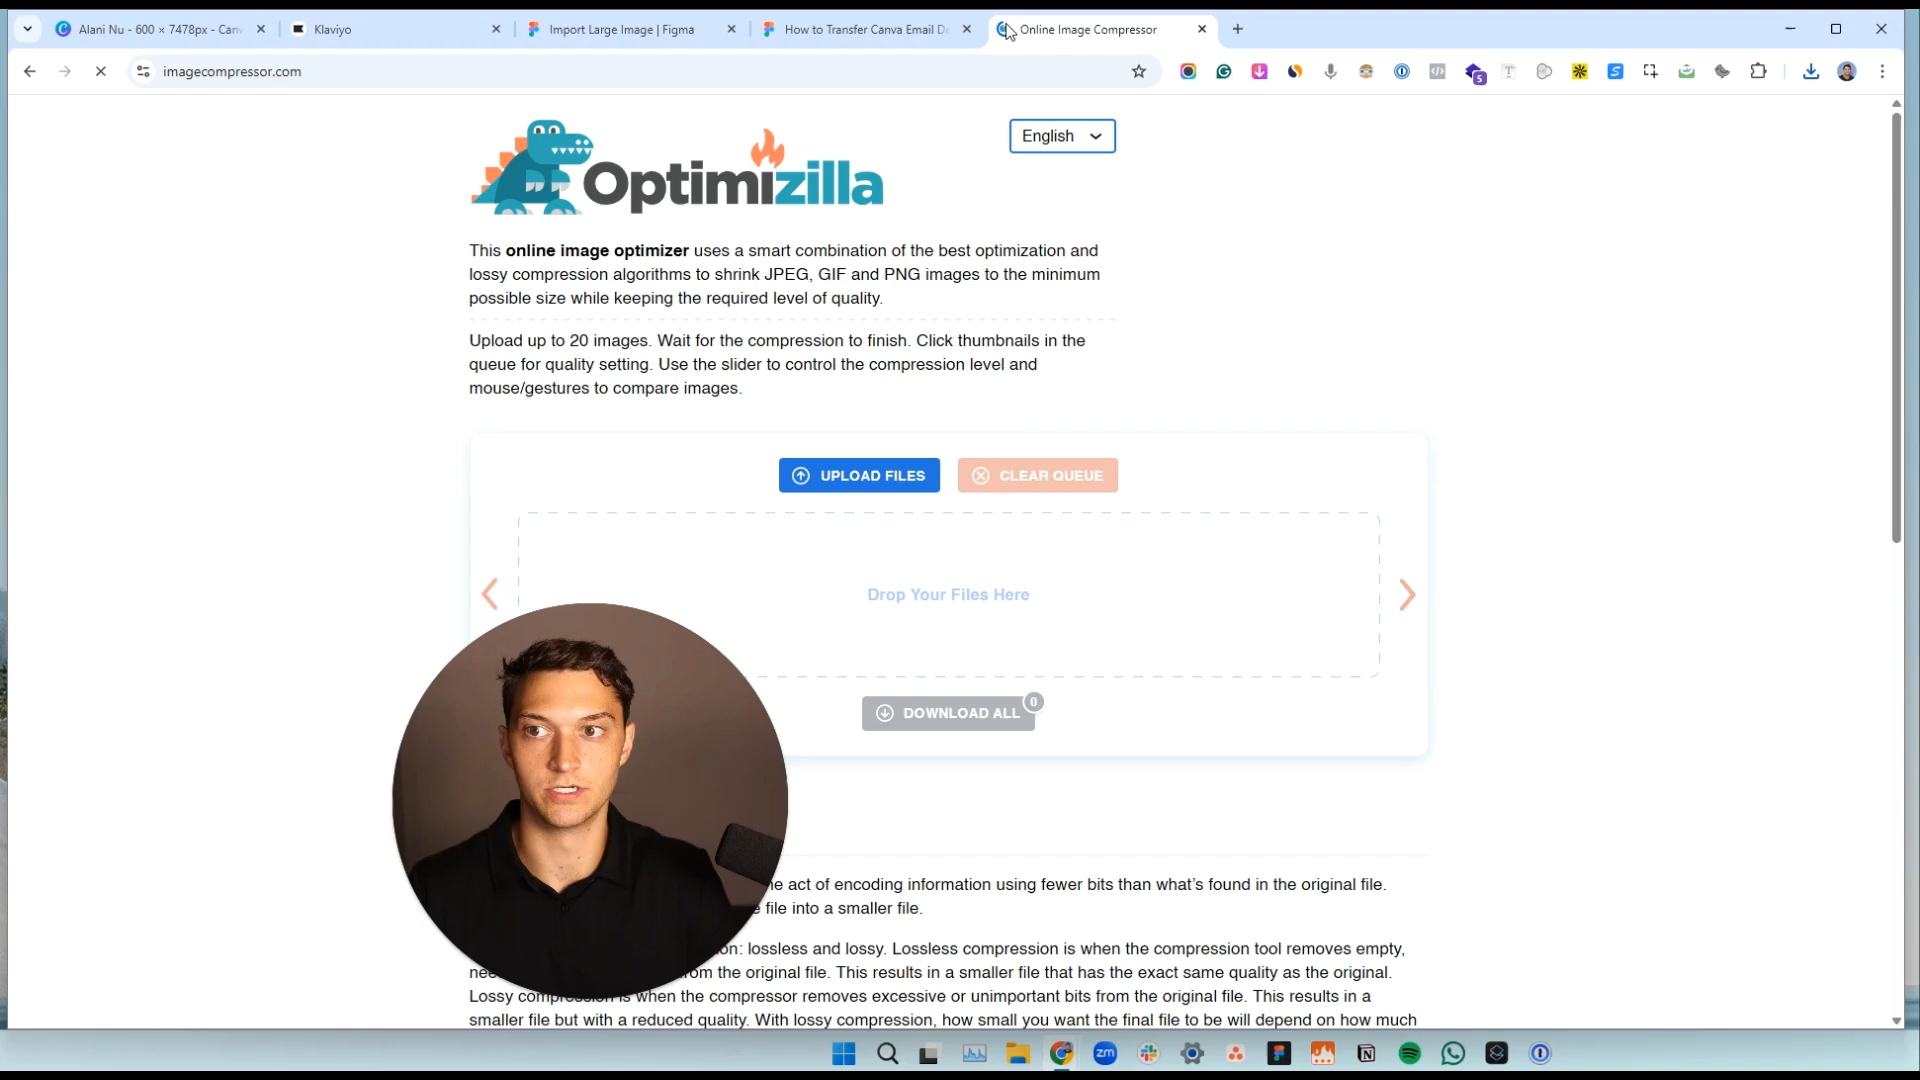 Alani Nu - 600 × 7478px - Canv
Klaviyo
Import Large Image | Figma
How to Transfer Canva Email De
Online Image Compressor
imagecompressor.com
5
Optimizilla
English
This online image optimizer uses a smart combination of the best optimization and
lossy compression algorithms to shrink JPEG, GIF and PNG images to the minimum
possible size while keeping the required level of quality.
Upload up to 20 images. Wait for the compression to finish. Click thumbnails in the
queue for quality setting. Use the slider to control the compression level and
mouse/gestures to compare images.
UPLOAD FILES
CLEAR QUEUE
Drop Your Files Here
DOWNLOAD ALL
0
act of encoding information using fewer bits than what's found in the original file.
file into a smaller file.
lossless and lossy. Lossless compression is when the compression tool removes empty,
the original file. This results in a smaller file that has the exact same quality as the original.
Lossy when the compressor removes excessive or unimportant bits from the original file. This results in a
smaller file but with a reduced quality. With lossy compression, how small you want the final file to be will depend on how much
zm